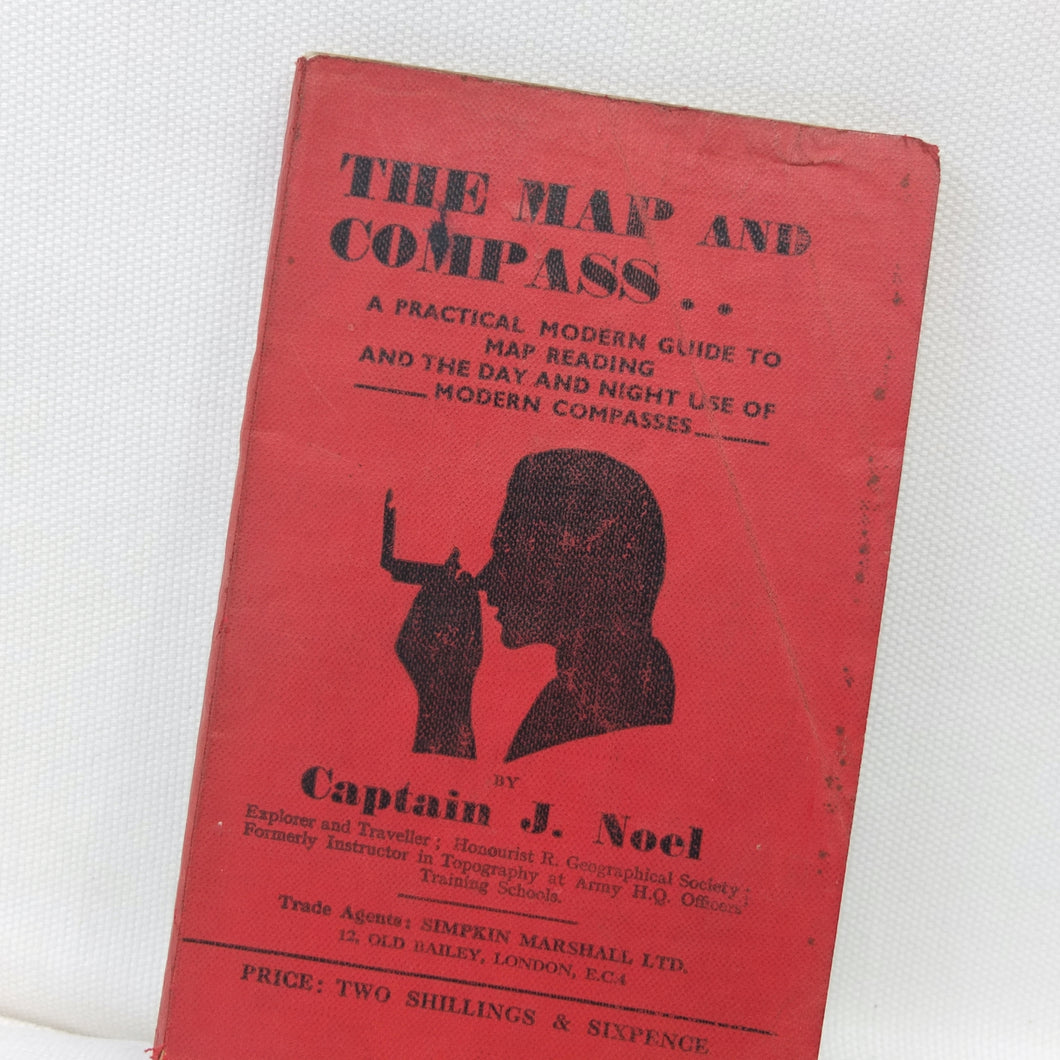 THE MAP AND
COMPASS..
A PRACTICAL MODERN GUIDE TO
MAP READING
AND THE DAY AND NIGHT USE OF
MODERN COMPASSES
BY
Captain J. Noel
Explorer and Traveller; Honourist R. Geographical Society;
Formerly Instructor in Topography at Army H.Q. Officers'
Training Schools.
Trade Agents: SIMPKIN MARSHALL LTD.
12, OLD BAILEY, LONDON, E.C.4
PRICE: TWO SHILLINGS & SIXPENCE